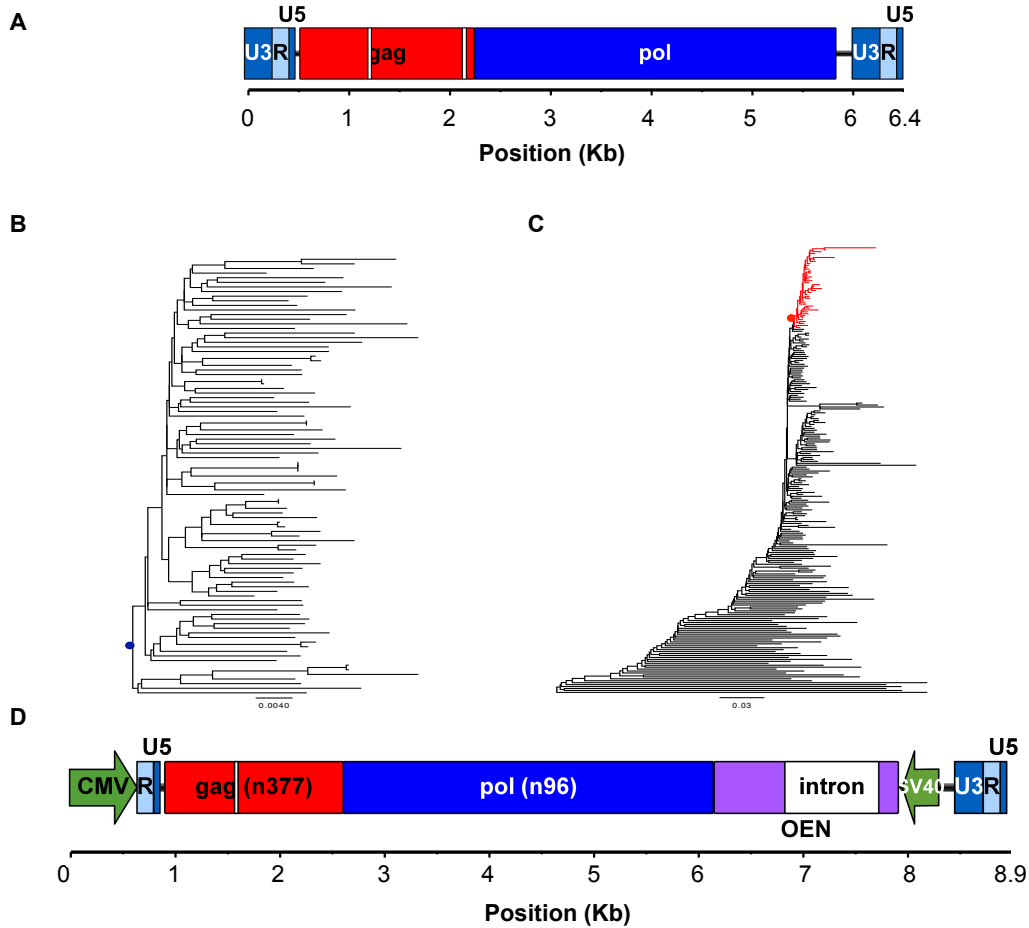 A
U5
U5
U3 R gag pol U3 R
0 1 2 3 4 5 6 6.4
Position (Kb)
B
C
0.0040
0.03
D
U5
U5
CMV R gag (n377) pol (n96) intron SV40 U3 R
OEN
0 1 2 3 4 5 6 7 8 8.9
Position (Kb)